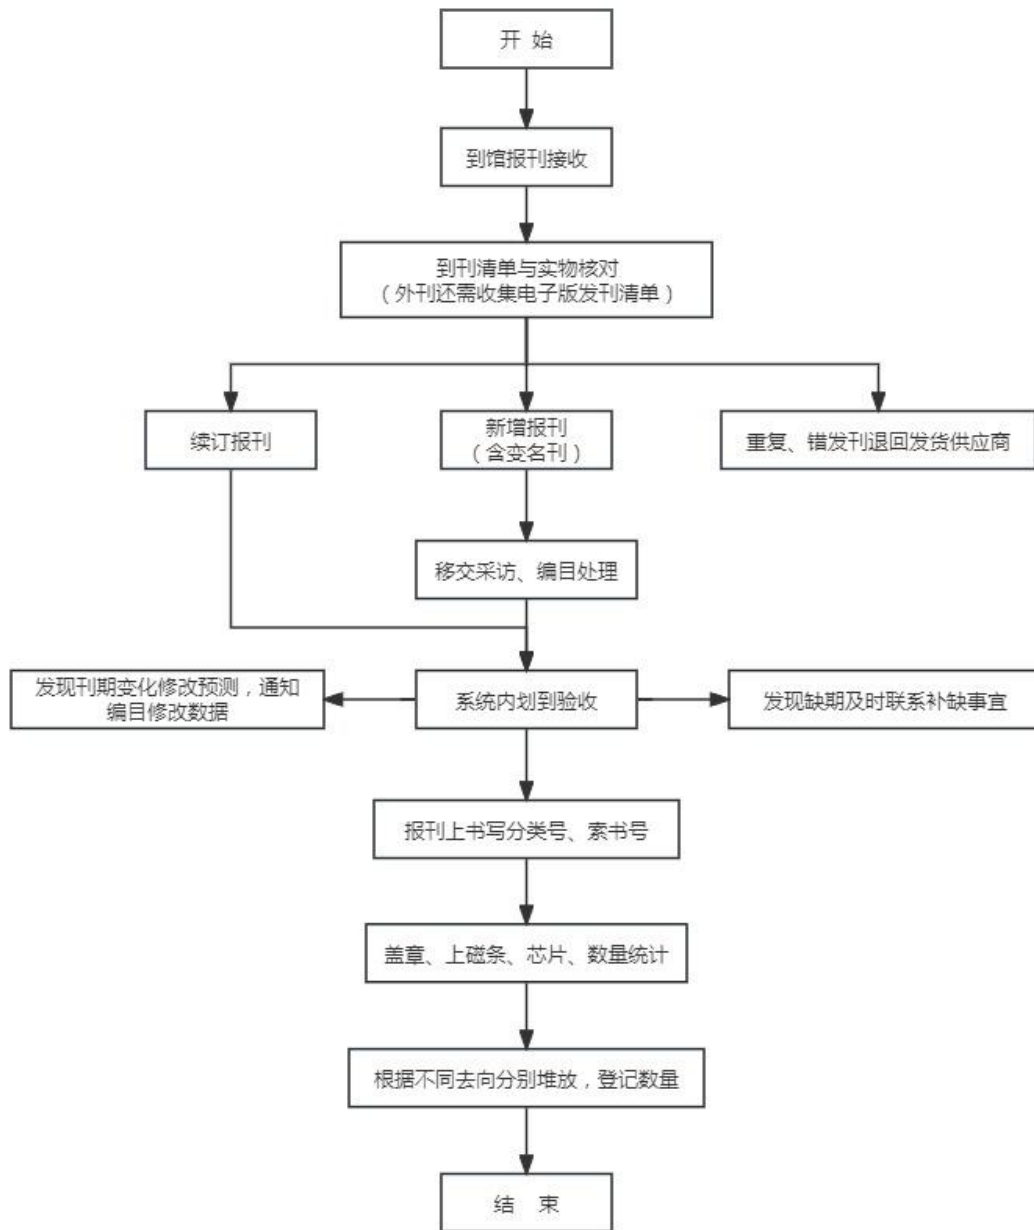 开 始
到馆报刊接收
到刊清单与实物核对
（外刊还需收集电子版发刊清单）
续订报刊
新增报刊
（含变名刊）
重复、错发刊退回发货供应商
移交采访、编目处理
发现刊期变化修改预测，通知
编目修改数据
系统内划到验收
发现缺期及时联系补缺事宜
报刊上书写分类号、索书号
盖章、上磁条、芯片、数量统计
根据不同去向分别堆放，登记数量
结 束